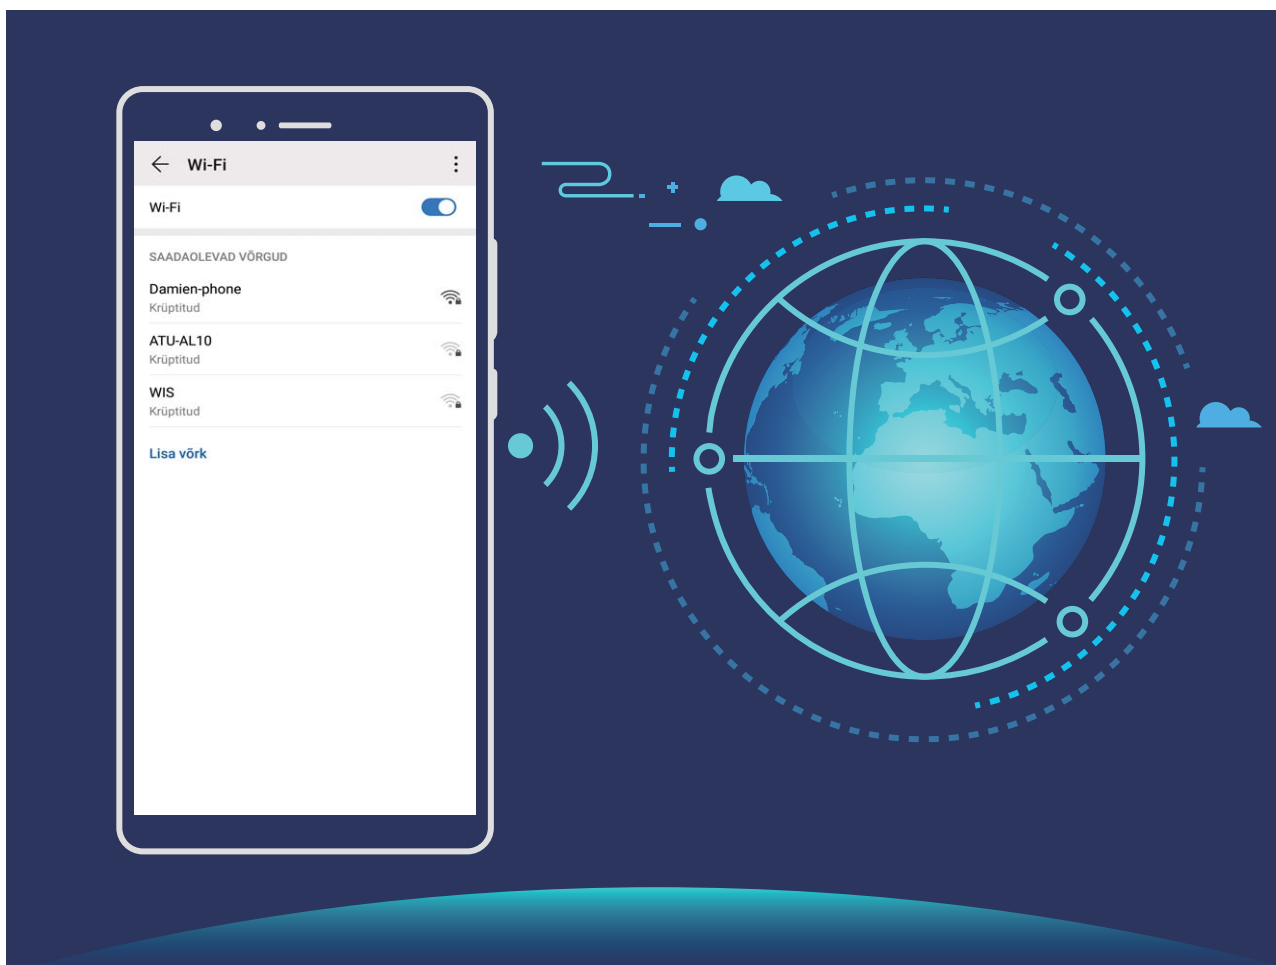 Wi-Fi
Wi-Fi
SAADAOLEVAD VÕRGUD
Damien-phone
Krüptitud
ATU-AL10
Krüptitud
WIS
Krüptitud
Lisa võrk